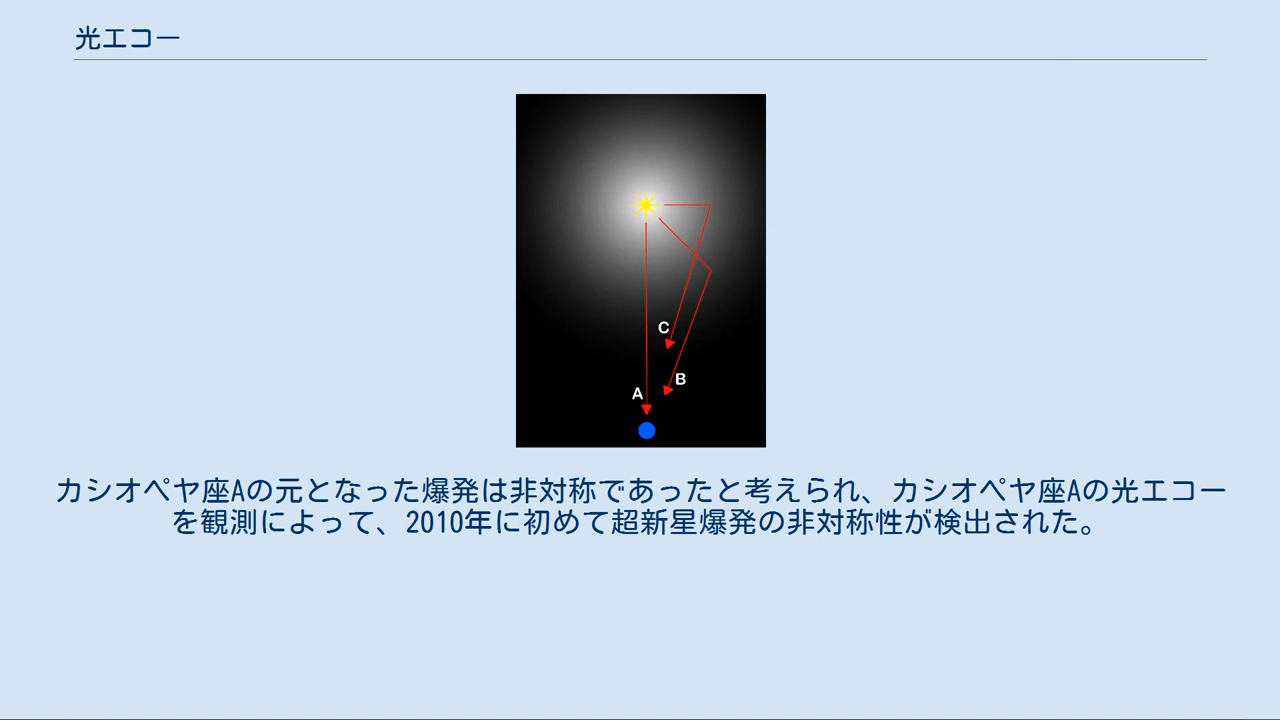 光エコー
C
B
A
カシオペヤ座Aの元となった爆発は非対称であったと考えられ、カシオペヤ座Aの光エコー
を観測によって、2010年に初めて超新星爆発の非対称性が検出された。